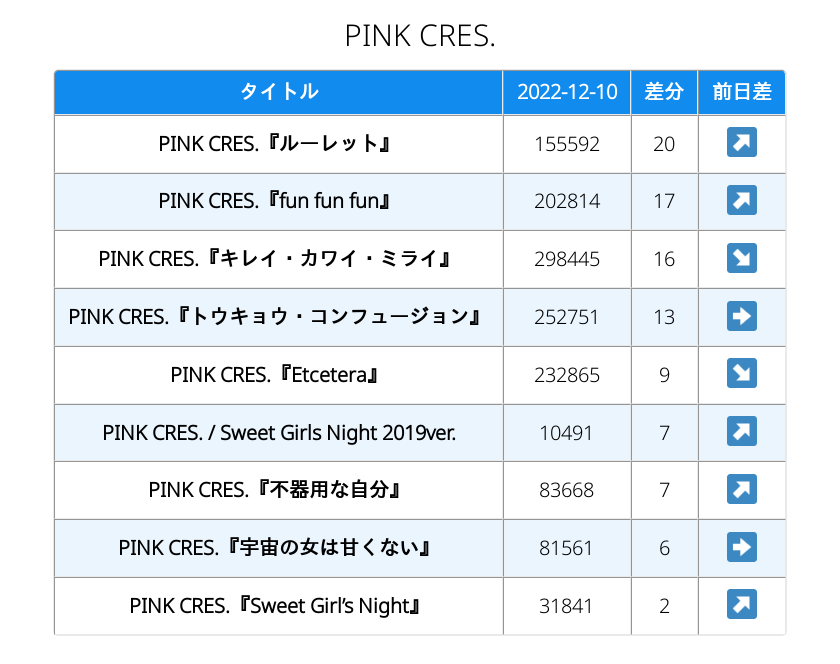 PINK CRES.
タイトル 2022-12-10 差分 前日差
PINK CRES.『ルーレット』 155592 20 ↗
PINK CRES.『fun fun fun』 202814 17 ↗
PINK CRES.『キレイ・カワイ・ミライ』 298445 16 ↘
PINK CRES.『トウキョウ・コンフュージョン』 252751 13 ➡
PINK CRES.『Etcetera』 232865 9 ↘
PINK CRES. / Sweet Girls Night 2019ver. 10491 7 ↗
PINK CRES.『不器用な自分』 83668 7 ↗
PINK CRES.『宇宙の女は甘くない』 81561 6 ➡
PINK CRES.『Sweet Girl’s Night』 31841 2 ↗